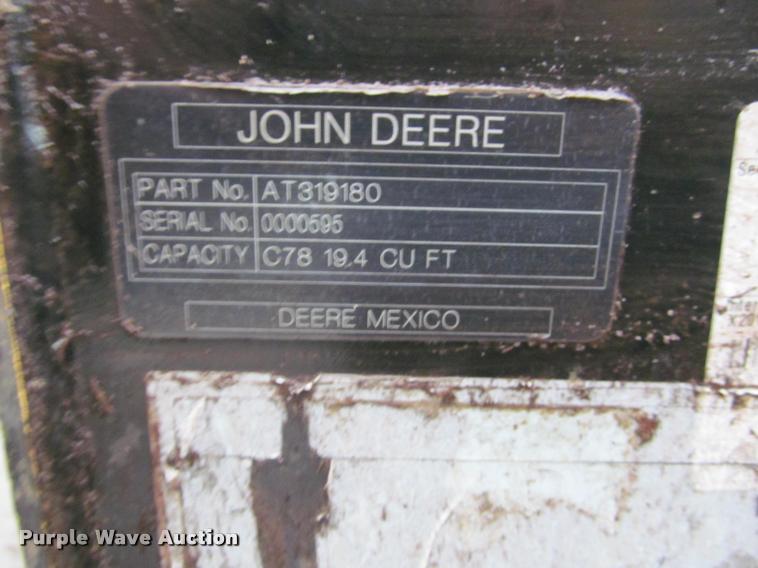 JOHN DEERE
PART No. AT319180
SERIAL No. 0000595
CAPACITY C78 19.4 CU FT
DEERE MEXICO
Purple Wave Auction